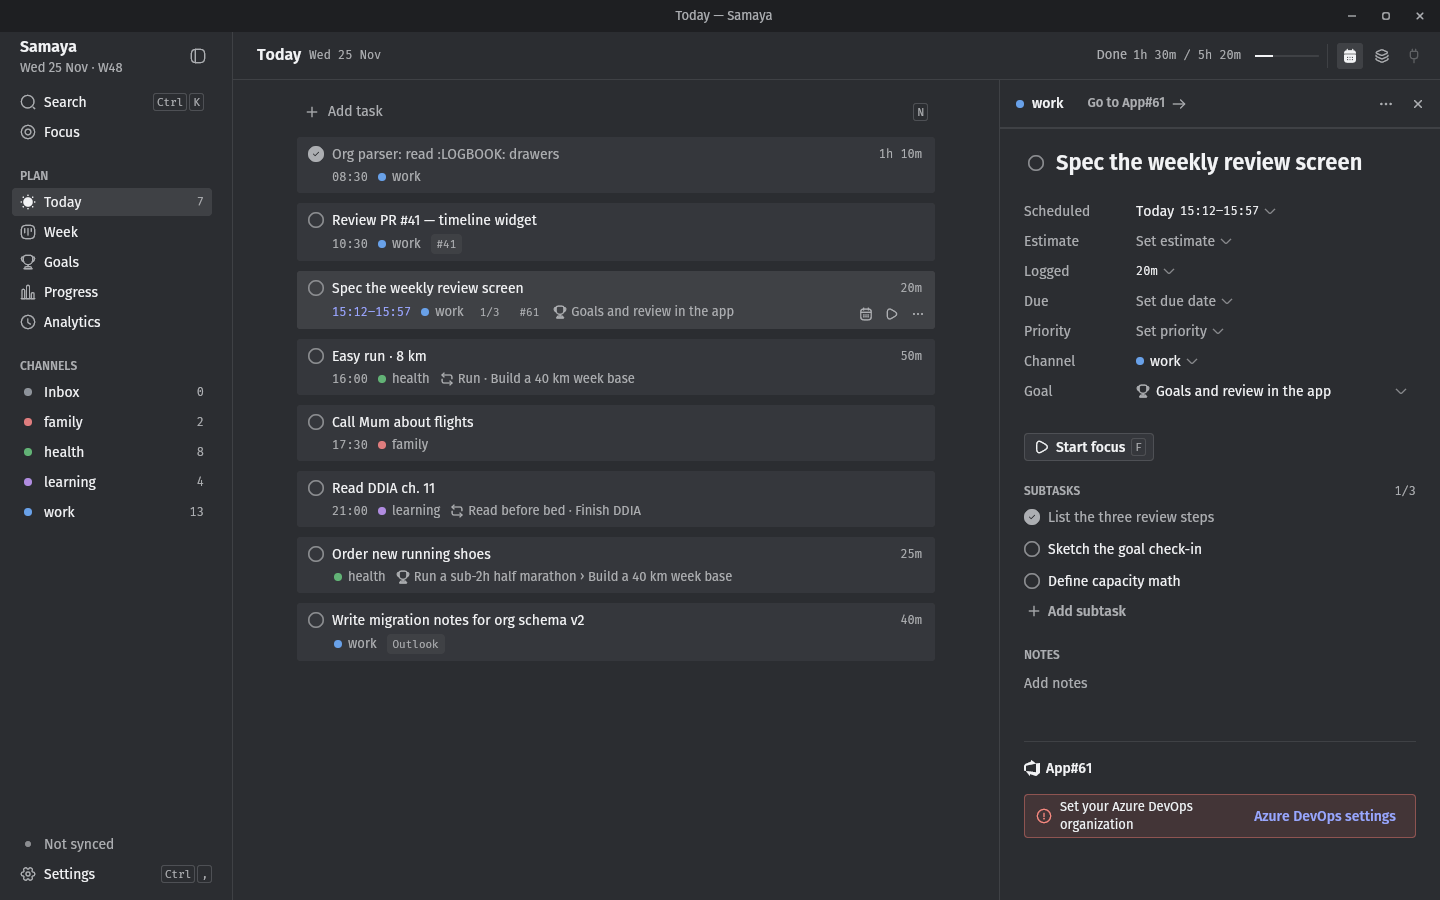 Today — Samaya
Samaya
Wed 25 Nov · W48
Search Ctrl K
Focus
PLAN
Today 7
Week
Goals
Progress
Analytics
CHANNELS
Inbox 0
family 2
health 8
learning 4
work 13
Not synced
Settings Ctrl ,
Today Wed 25 Nov
Done 1h 30m / 5h 20m
Add task N
Org parser: read :LOGBOOK: drawers 1h 10m
08:30 work
Review PR #41 — timeline widget
10:30 work #41
Spec the weekly review screen 20m
15:12–15:57 work 1/3 #61 Goals and review in the app
Easy run · 8 km 50m
16:00 health Run · Build a 40 km week base
Call Mum about flights
17:30 family
Read DDIA ch. 11
21:00 learning Read before bed · Finish DDIA
Order new running shoes 25m
health Run a sub-2h half marathon › Build a 40 km week base
Write migration notes for org schema v2 40m
work Outlook
work Go to App#61
Spec the weekly review screen
Scheduled Today 15:12–15:57
Estimate Set estimate
Logged 20m
Due Set due date
Priority Set priority
Channel work
Goal Goals and review in the app
Start focus F
SUBTASKS 1/3
List the three review steps
Sketch the goal check-in
Define capacity math
Add subtask
NOTES
Add notes
App#61
Set your Azure DevOps
organization
Azure DevOps settings